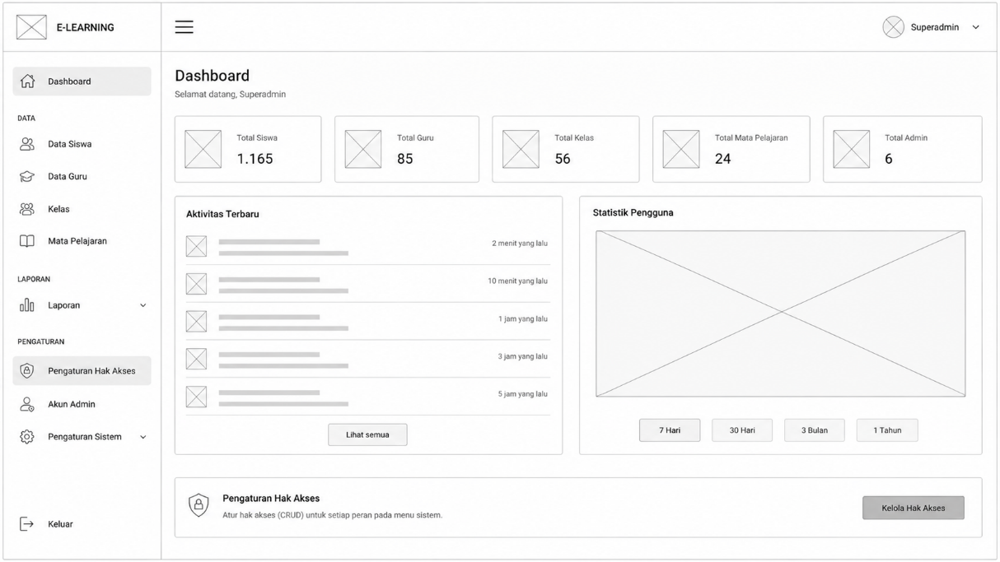 E-LEARNING
Superadmin
Dashboard
DATA
Data Siswa
Data Guru
Kelas
Mata Pelajaran
LAPORAN
Laporan
PENGATURAN
Pengaturan Hak Akses
Akun Admin
Pengaturan Sistem
Keluar
Dashboard
Selamat datang, Superadmin
Total Siswa
1.165
Total Guru
85
Total Kelas
56
Total Mata Pelajaran
24
Total Admin
6
Aktivitas Terbaru
2 menit yang lalu
10 menit yang lalu
1 jam yang lalu
3 jam yang lalu
5 jam yang lalu
Lihat semua
Statistik Pengguna
7 Hari
30 Hari
3 Bulan
1 Tahun
Pengaturan Hak Akses
Atur hak akses (CRUD) untuk setiap peran pada menu sistem.
Kelola Hak Akses